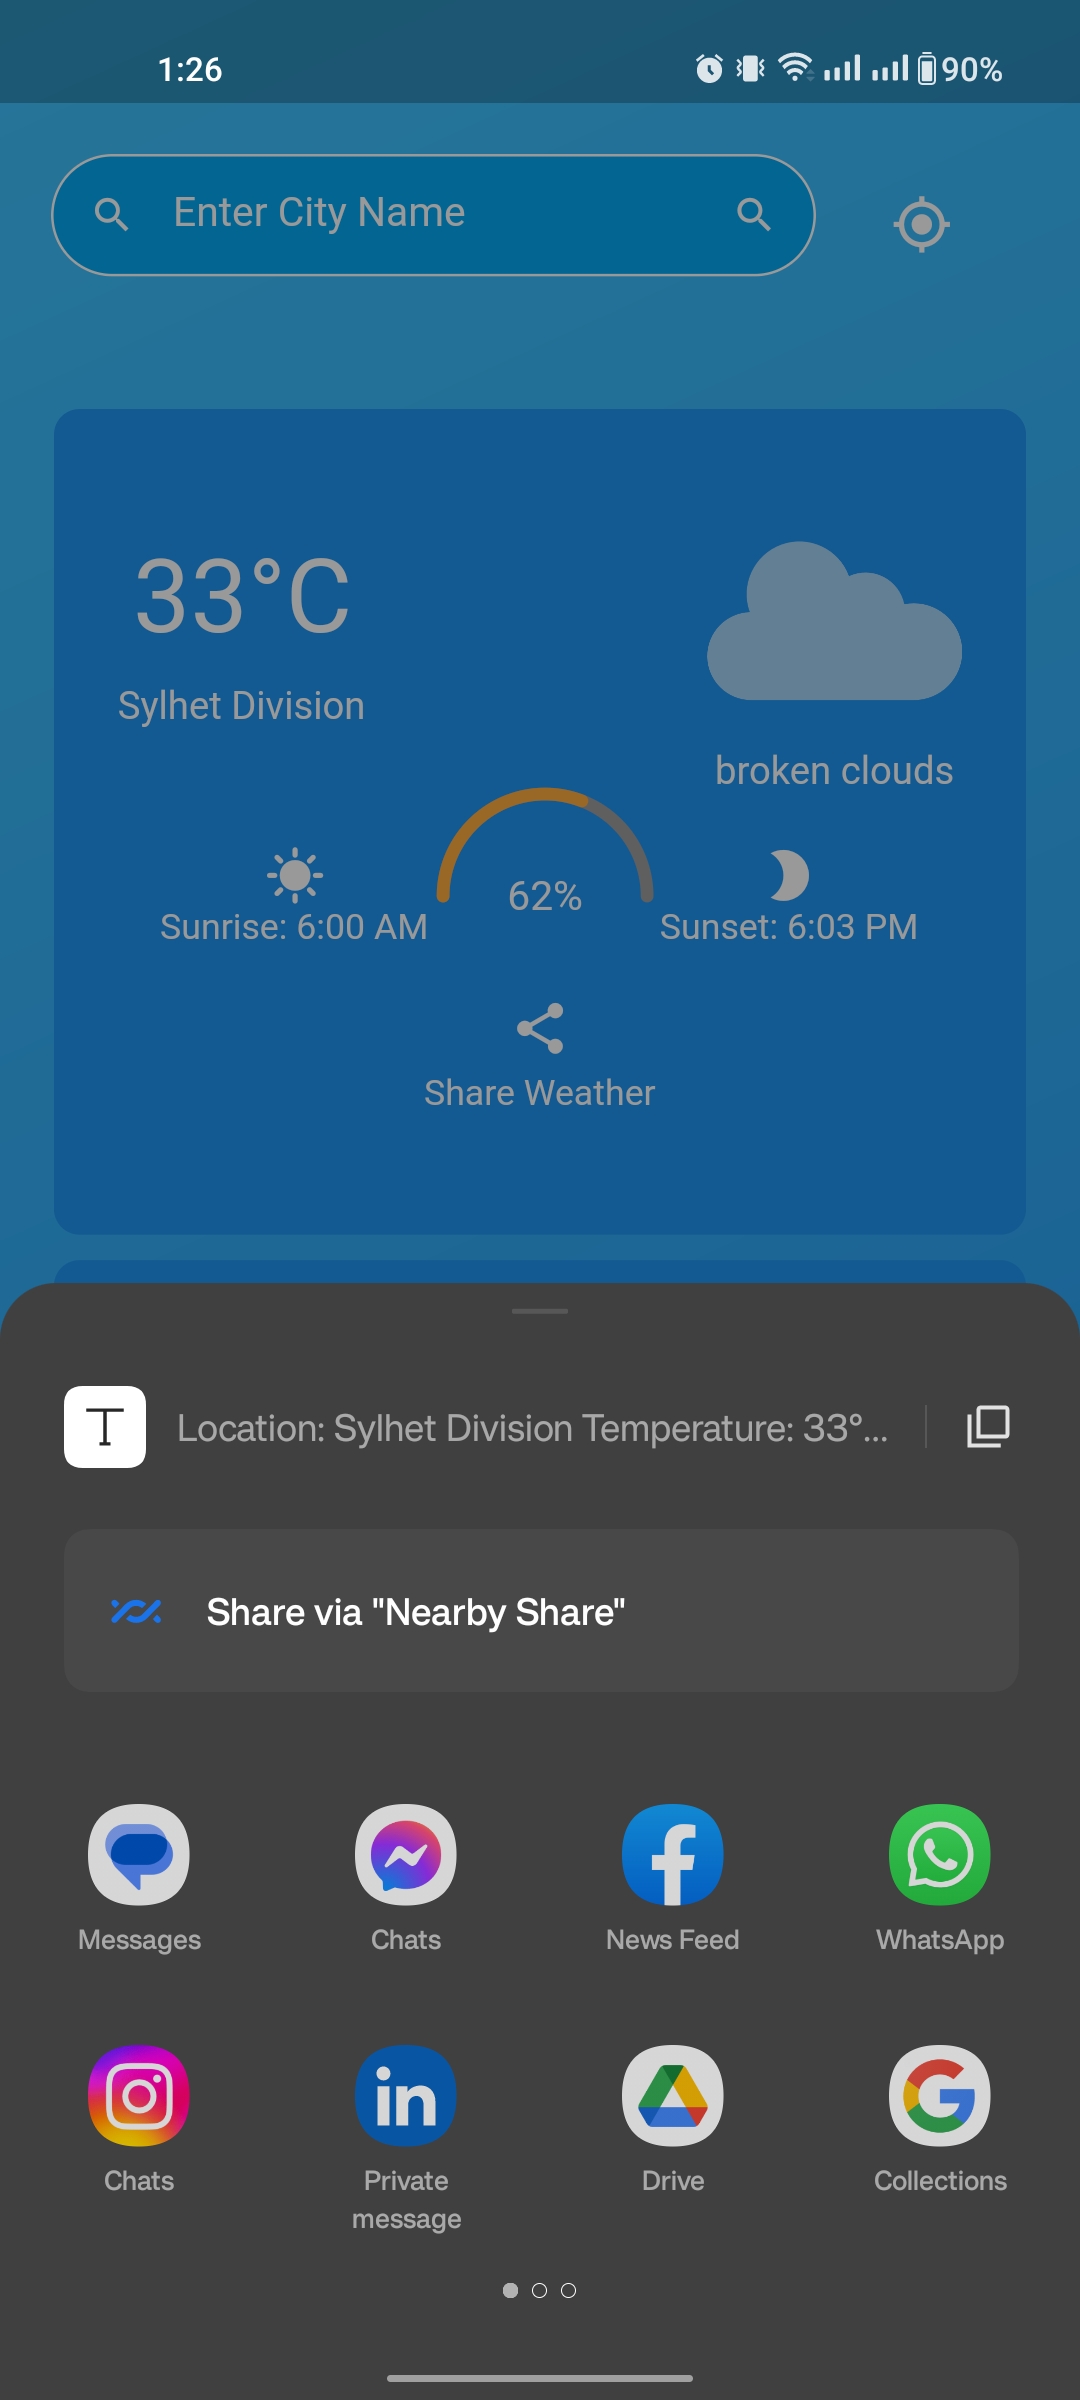 1:26
90%
Enter City Name
33°C
Sylhet Division
broken clouds
62%
Sunrise: 6:00 AM
Sunset: 6:03 PM
Share Weather
T
Location: Sylhet Division Temperature: 33°...
Share via "Nearby Share"
Messages
Chats
News Feed
WhatsApp
Chats
Private
message
Drive
Collections